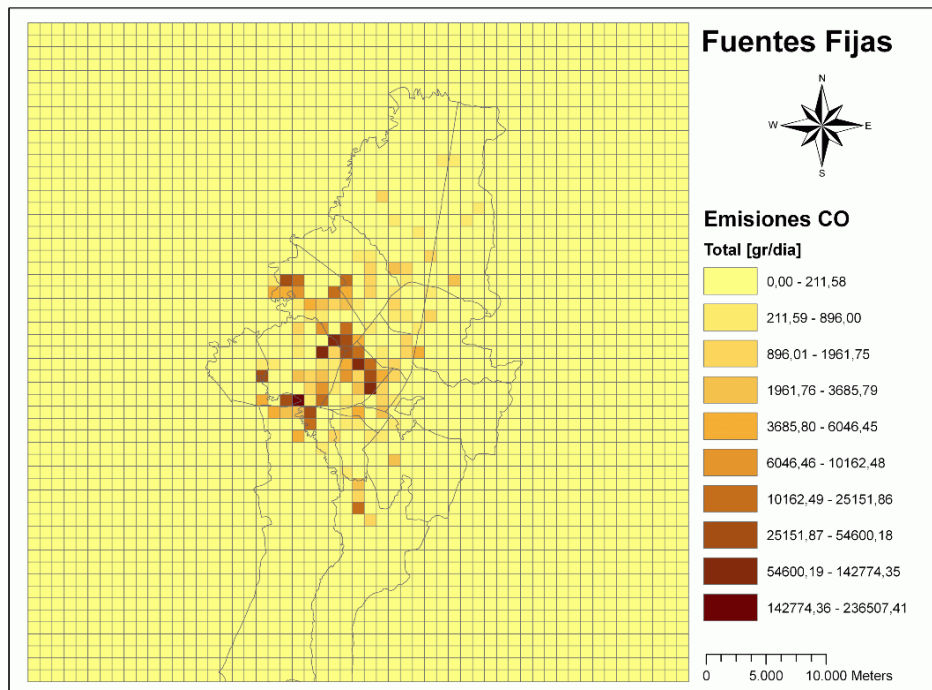 Fuentes Fijas
N
W E
S
Emisiones CO
Total [gr/dia]
0,00 - 211,58
211,59 - 896,00
896,01 - 1961,75
1961,76 - 3685,79
3685,80 - 6046,45
6046,46 - 10162,48
10162,49 - 25151,86
25151,87 - 54600,18
54600,19 - 142774,35
142774,36 - 236507,41
0 5.000 10.000 Meters